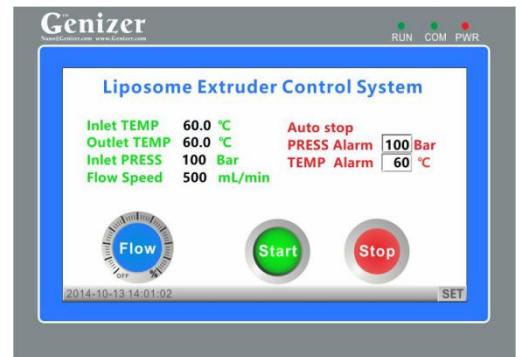 Genizer
NanoGenizer.com www.Genizer.com
RUN COM PWR
Liposome Extruder Control System
Inlet TEMP 60.0 ℃
Outlet TEMP 60.0 ℃
Inlet PRESS 100 Bar
Flow Speed 500 mL/min
Auto stop
PRESS Alarm 100 Bar
TEMP Alarm 60 ℃
Flow
OFF
Start
Stop
2014-10-13 14:01:02
SET